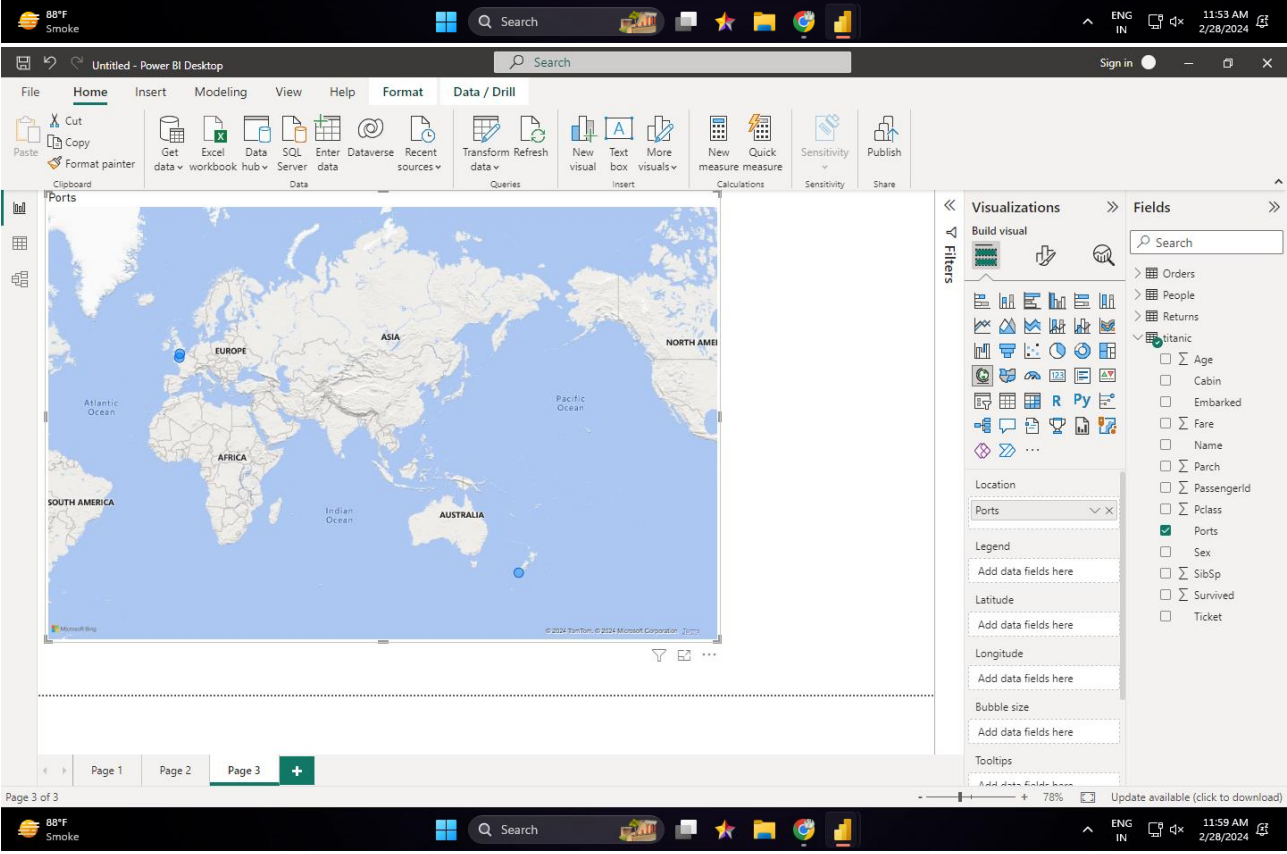 88°F
Smoke
Search
ENG
IN
11:53 AM
2/28/2024
Untitled - Power BI Desktop
Search
Sign in
File Home Insert Modeling View Help Format Data / Drill
Paste
Cut
Copy
Format painter
Get data
Excel workbook
Data hub
SQL Server
Enter data
Dataverse
Recent sources
Transform data
Refresh
New visual
Text box
More visuals
New measure
Quick measure
Sensitivity
Publish
Clipboard
Data
Queries
Insert
Calculations
Sensitivity
Share
Ports
ASIA
EUROPE
NORTH AMEI
Atlantic
Ocean
Pacific
Ocean
AFRICA
SOUTH AMERICA
Indian
Ocean
AUSTRALIA
Microsoft Bing
© 2024 TomTom, © 2024 Microsoft Corporation Terms
Filters
Visualizations
Build visual
123
R
Py
Location
Ports
Legend
Add data fields here
Latitude
Add data fields here
Longitude
Add data fields here
Bubble size
Add data fields here
Tooltips
Add data fields here
Fields
Search
Orders
People
Returns
titanic
Age
Cabin
Embarked
Fare
Name
Parch
PassengerId
Pclass
Ports
Sex
SibSp
Survived
Ticket
Page 1
Page 2
Page 3
+
Page 3 of 3
- + 78%
Update available (click to download)
88°F
Smoke
Search
ENG
IN
11:59 AM
2/28/2024